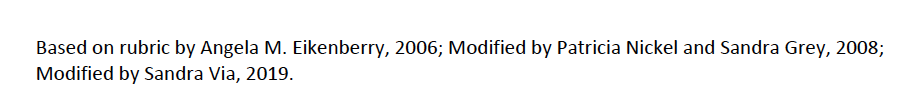 Based on rubric by Angela M. Eikenberry, 2006; Modified by Patricia Nickel and Sandra Grey, 2008;
Modified by Sandra Via, 2019.